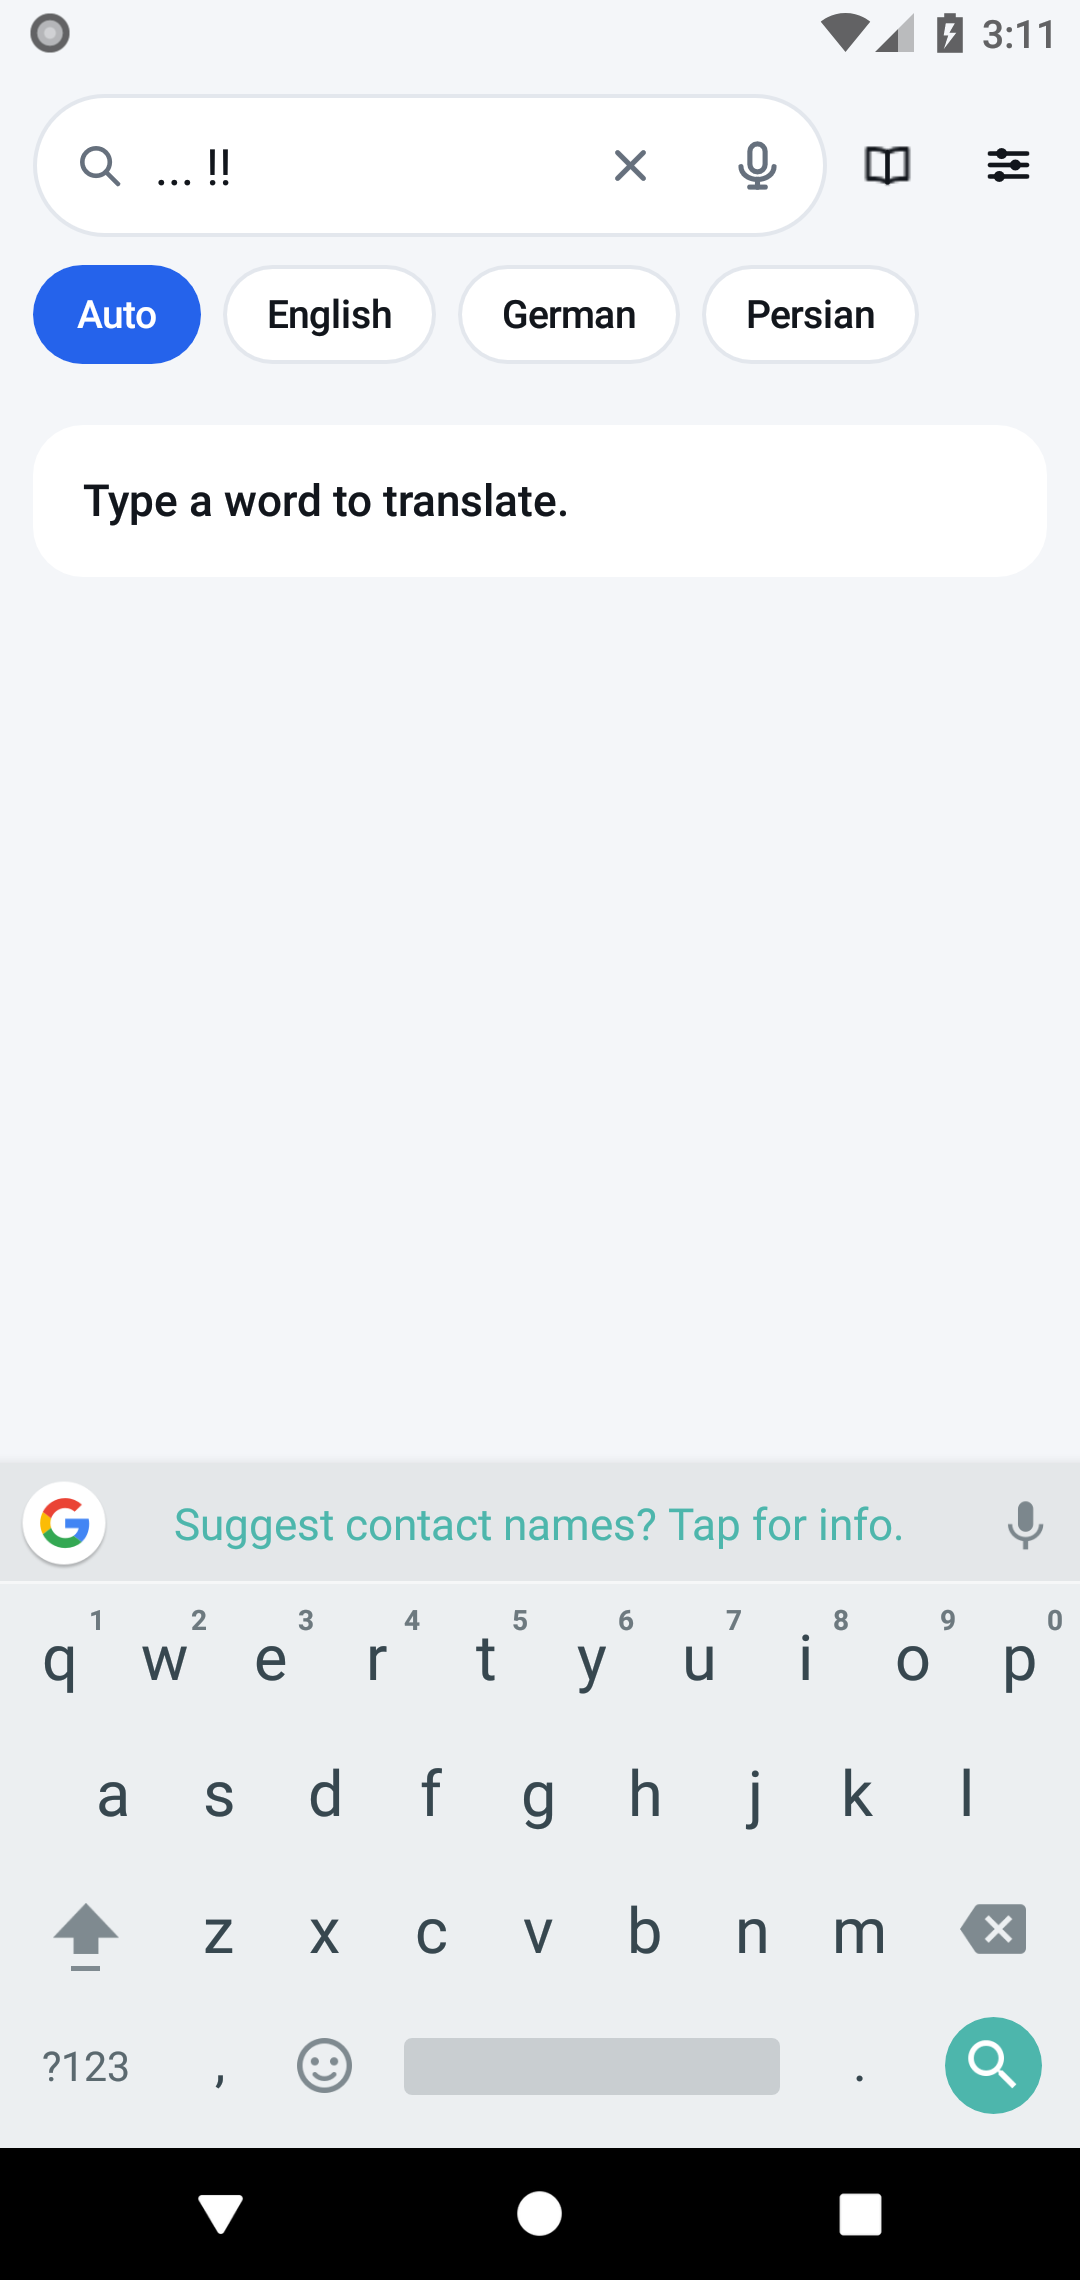 3:11
... !!
Auto English German Persian
Type a word to translate.
Suggest contact names? Tap for info.
1 2 3 4 5 6 7 8 9 0
q w e r t y u i o p
a s d f g h j k l
z x c v b n m
?123 , .